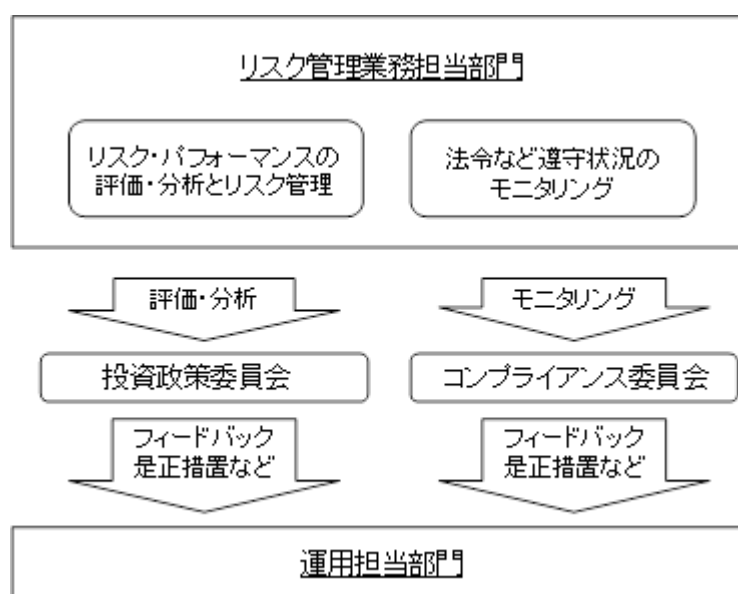 リスク管理業務担当部門
リスク・パフォーマンスの
評価・分析とリスク管理
法令など遵守状況の
モニタリング
評価・分析
モニタリング
投資政策委員会
コンプライアンス委員会
フィードバック
是正措置など
フィードバック
是正措置など
運用担当部門